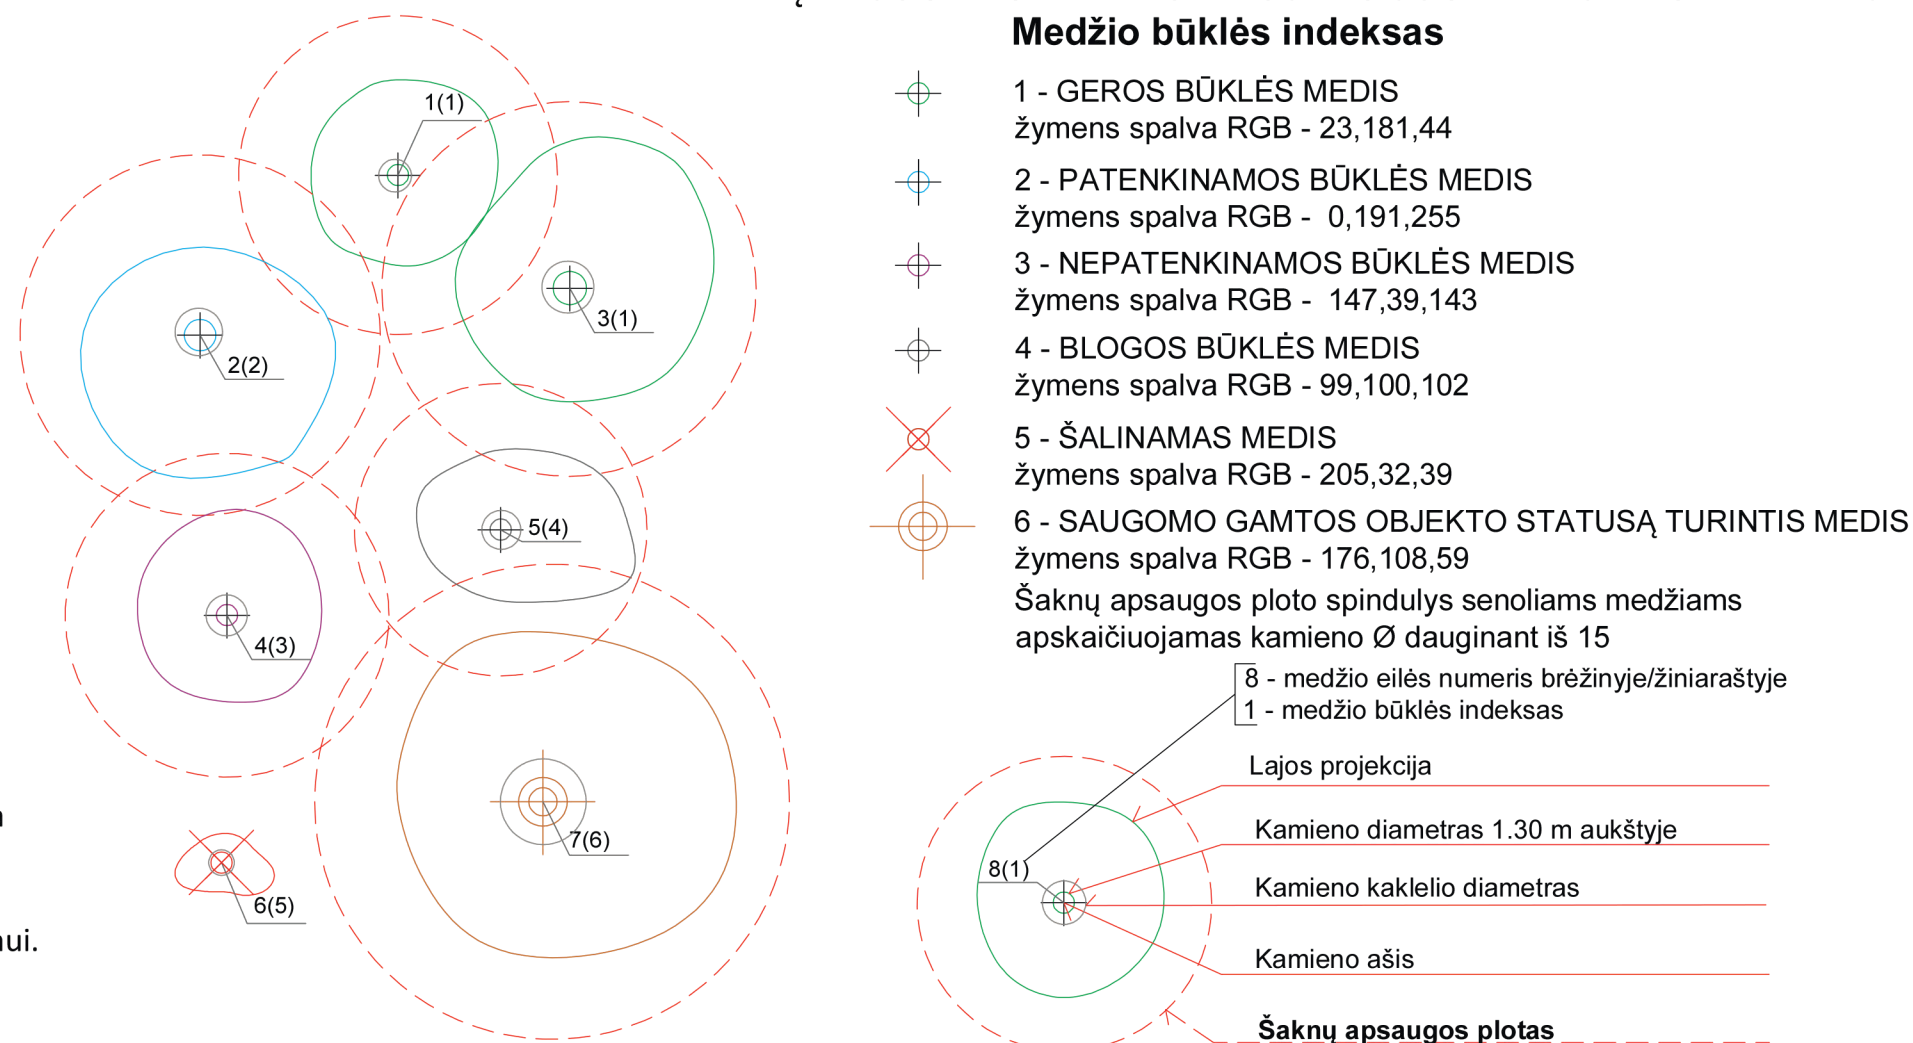 Medžio būklės indeksas
1 - GEROS BŪKLĖS MEDIS
žymens spalva RGB - 23,181,44
2 - PATENKINAMOS BŪKLĖS MEDIS
žymens spalva RGB - 0,191,255
3 - NEPATENKINAMOS BŪKLĖS MEDIS
žymens spalva RGB - 147,39,143
4 - BLOGOS BŪKLĖS MEDIS
žymens spalva RGB - 99,100,102
5 - ŠALINAMAS MEDIS
žymens spalva RGB - 205,32,39
6 - SAUGOMO GAMTOS OBJEKTO STATUSĄ TURINTIS MEDIS
žymens spalva RGB - 176,108,59
Šaknų apsaugos ploto spindulys senoliams medžiams
apskaičiuojamas kamieno Ø dauginant iš 15
8 - medžio eilės numeris brėžinyje/žiniaraštyje
1 - medžio būklės indeksas
Lajos projekcija
Kamieno diametras 1.30 m aukštyje
8(1)
Kamieno kaklelio diametras
Kamieno ašis
Šaknų apsaugos plotas
1(1)
3(1)
2(2)
5(4)
4(3)
7(6)
6(5)